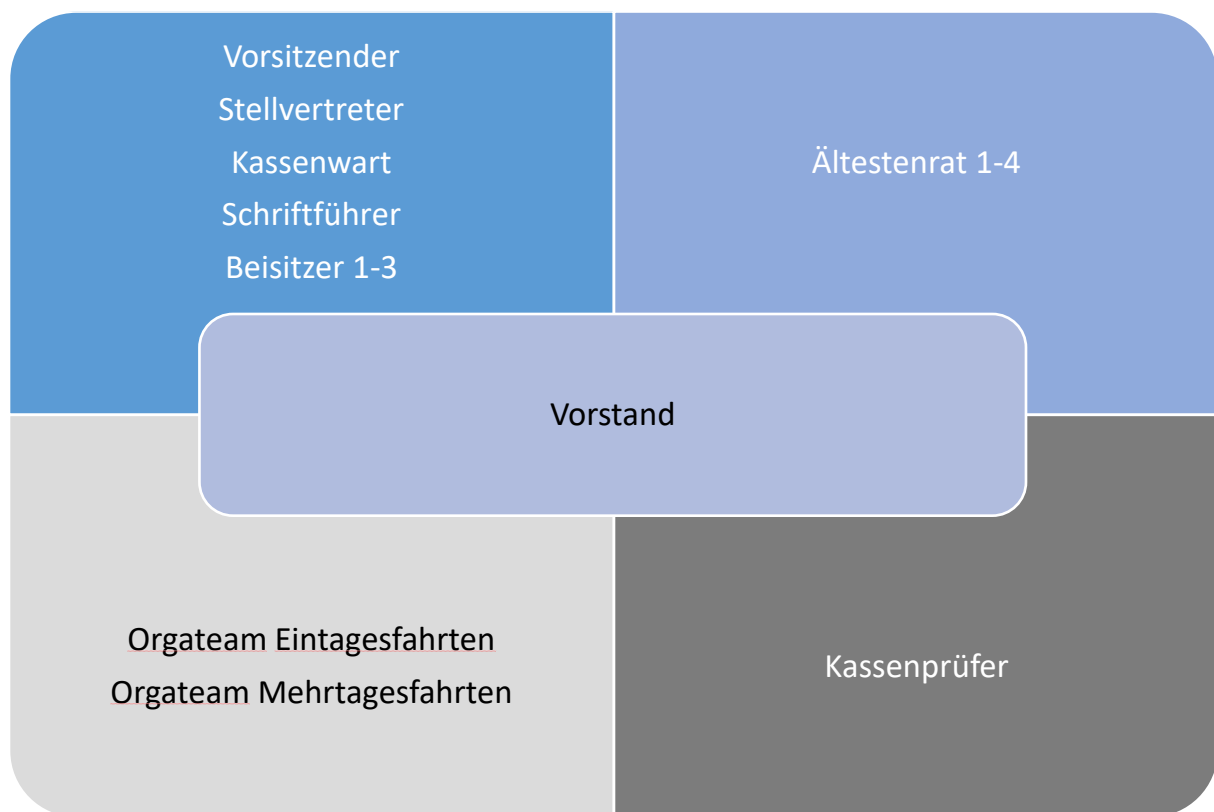 Vorsitzender
Stellvertreter
Kassenwart
Schriftführer
Beisitzer 1-3
Ältestenrat 1-4
Vorstand
Orgateam Eintagesfahrten
Orgateam Mehrtagesfahrten
Kassenprüfer